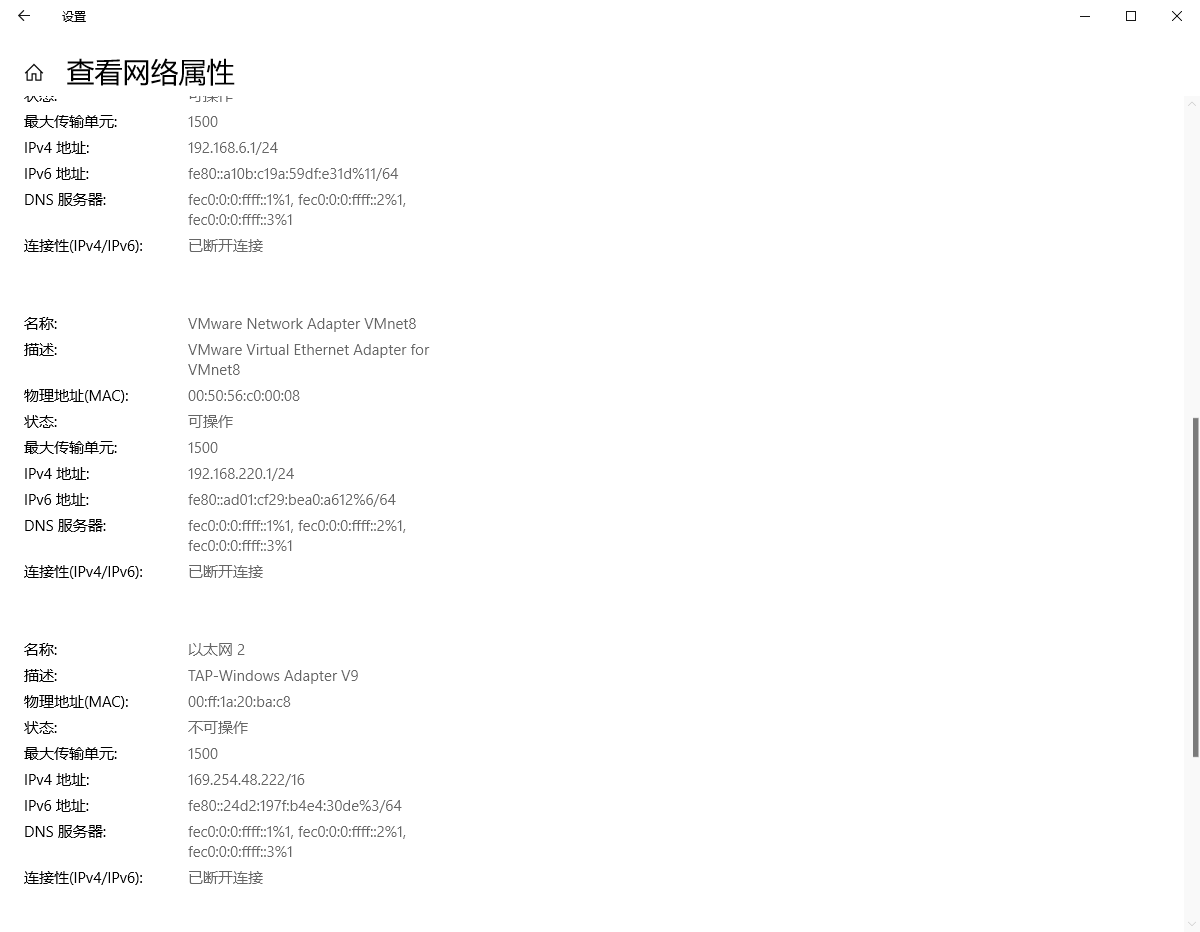 设置
查看网络属性
状态: 可操作
最大传输单元: 1500
IPv4 地址: 192.168.6.1/24
IPv6 地址: fe80::a10b:c19a:59df:e31d%11/64
DNS 服务器: fec0:0:0:ffff::1%1, fec0:0:0:ffff::2%1,
fec0:0:0:ffff::3%1
连接性(IPv4/IPv6): 已断开连接
名称: VMware Network Adapter VMnet8
描述: VMware Virtual Ethernet Adapter for
VMnet8
物理地址(MAC): 00:50:56:c0:00:08
状态: 可操作
最大传输单元: 1500
IPv4 地址: 192.168.220.1/24
IPv6 地址: fe80::ad01:cf29:bea0:a612%6/64
DNS 服务器: fec0:0:0:ffff::1%1, fec0:0:0:ffff::2%1,
fec0:0:0:ffff::3%1
连接性(IPv4/IPv6): 已断开连接
名称: 以太网 2
描述: TAP-Windows Adapter V9
物理地址(MAC): 00:ff:1a:20:ba:c8
状态: 不可操作
最大传输单元: 1500
IPv4 地址: 169.254.48.222/16
IPv6 地址: fe80::24d2:197f:b4e4:30de%3/64
DNS 服务器: fec0:0:0:ffff::1%1, fec0:0:0:ffff::2%1,
fec0:0:0:ffff::3%1
连接性(IPv4/IPv6): 已断开连接